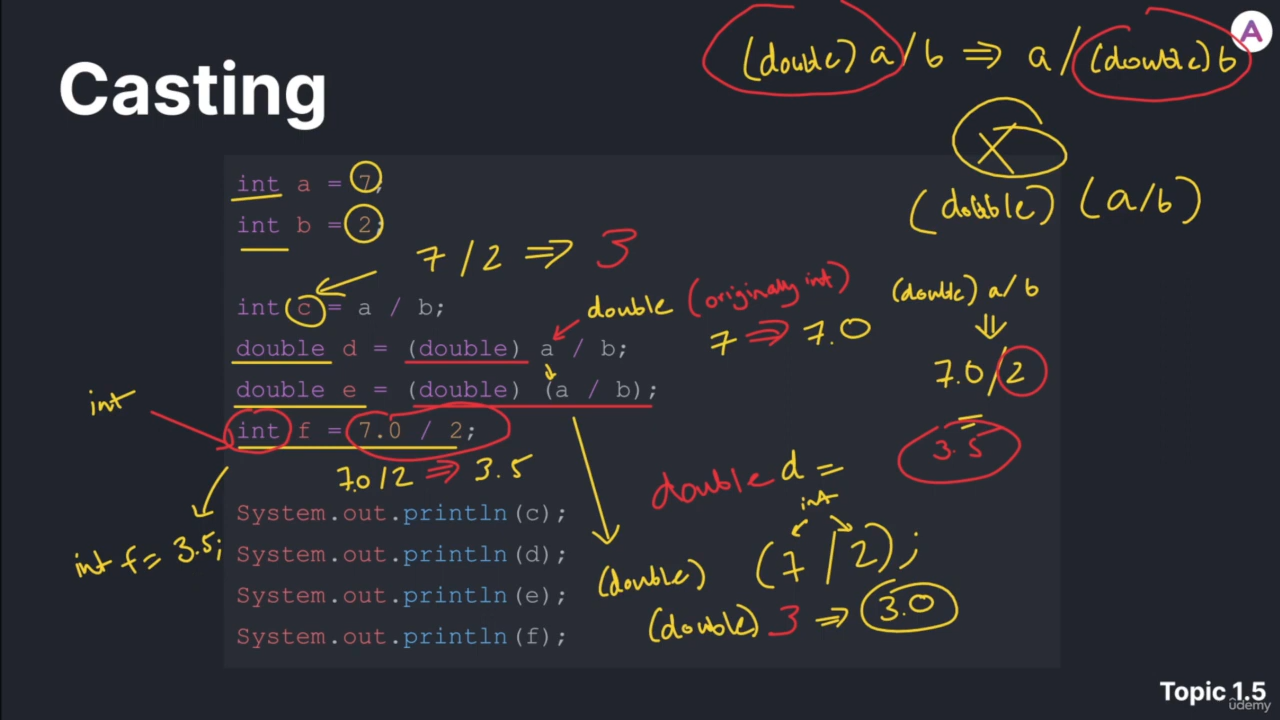 (double) a/b ⇒ a/(double)b
A
Casting
X
(double) (a/b)
int a = 7;
int b = 2;
7/2 ⇒ 3
int c = a / b;
double (originally int)
7 ⇒ 7.0
(double) a/b
⇓
7.0/2
=
3.5
double d = (double) a / b;
double e = (double) (a / b);
int
int f = 7.0 / 2;
7.0/2 ⇒ 3.5
int f = 3.5;
double d =
int
(double) (7/2);
(double) 3 ⇒ 3.0
System.out.println(c);
System.out.println(d);
System.out.println(e);
System.out.println(f);
Topic 1.5
ûdemy